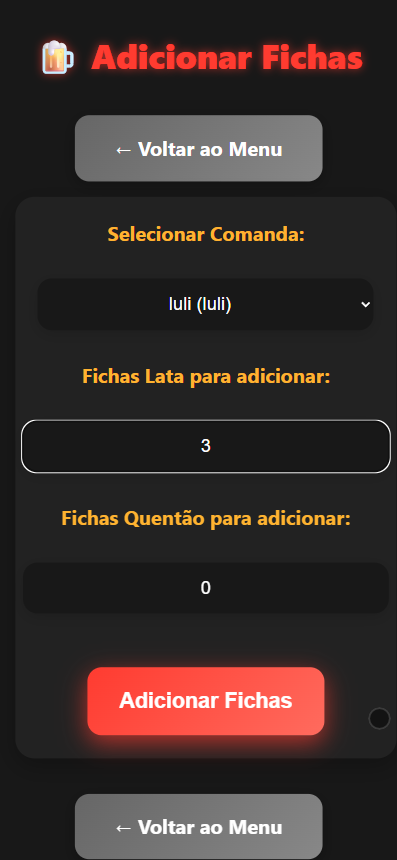 🍺 Adicionar Fichas
← Voltar ao Menu
Selecionar Comanda:
luli (luli)
Fichas Lata para adicionar:
3
Fichas Quentão para adicionar:
0
Adicionar Fichas
← Voltar ao Menu